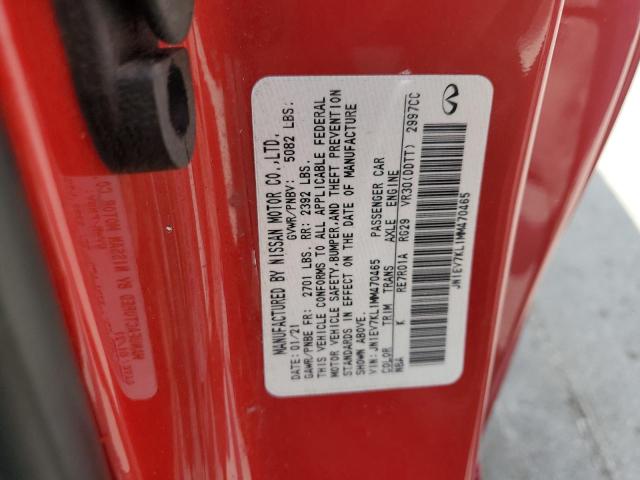 MANUFACTURED BY NISSAN MOTOR CO.,LTD.
DATE: 01/21 GVWR/PNBV: 5082 LBS:
GAWR/PNBE FR: 2701 LBS. RR: 2392 LBS.
THIS VEHICLE CONFORMS TO ALL APPLICABLE FEDERAL
MOTOR VEHICLE SAFETY, BUMPER, AND THEFT PREVENTION
STANDARDS IN EFFECT ON THE DATE OF MANUFACTURE
SHOWN ABOVE.
VIN: JN1EV7KL1MM470465 PASSENGER CAR
COLOR TRIM TRANS AXLE ENGINE
NBA K RE7R01A RG29 VR30(DDTT) 2997CC
JN1EV7KL1MM470465